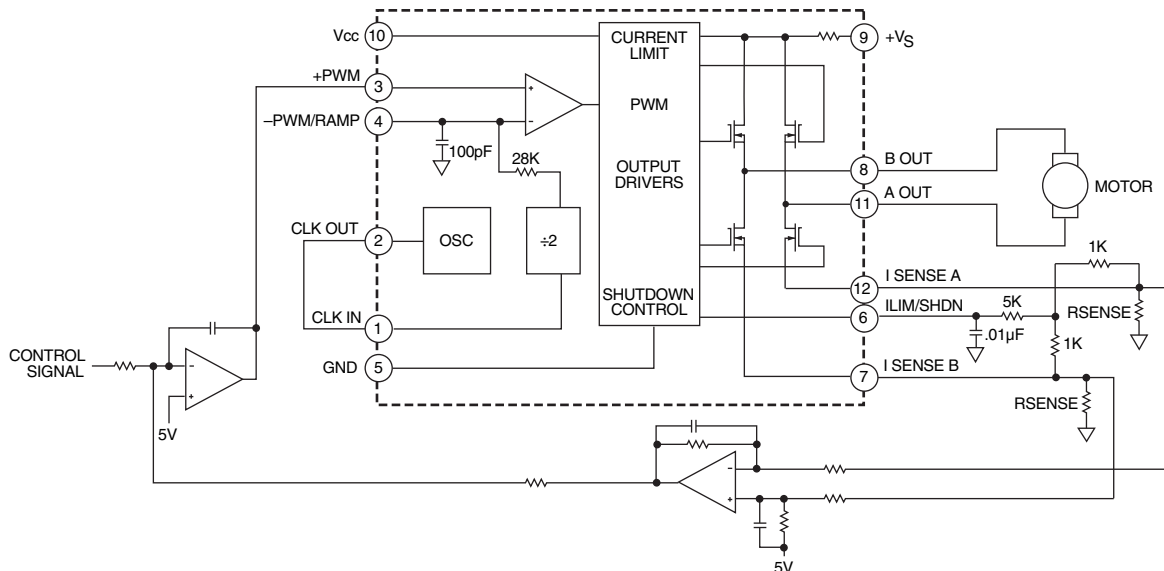 Vcc
10
CURRENT
LIMIT
9
+VS
+PWM
3
+
PWM
–PWM/RAMP
4
–
100pF
28K
OUTPUT
DRIVERS
8
B OUT
MOTOR
11
A OUT
CLK OUT
2
OSC
÷2
1K
12
I SENSE A
SHUTDOWN
CONTROL
6
ILIM/SHDN
5K
.01µF
RSENSE
CLK IN
1
1K
CONTROL
SIGNAL
–
+
5V
GND
5
7
I SENSE B
RSENSE
–
+
5V